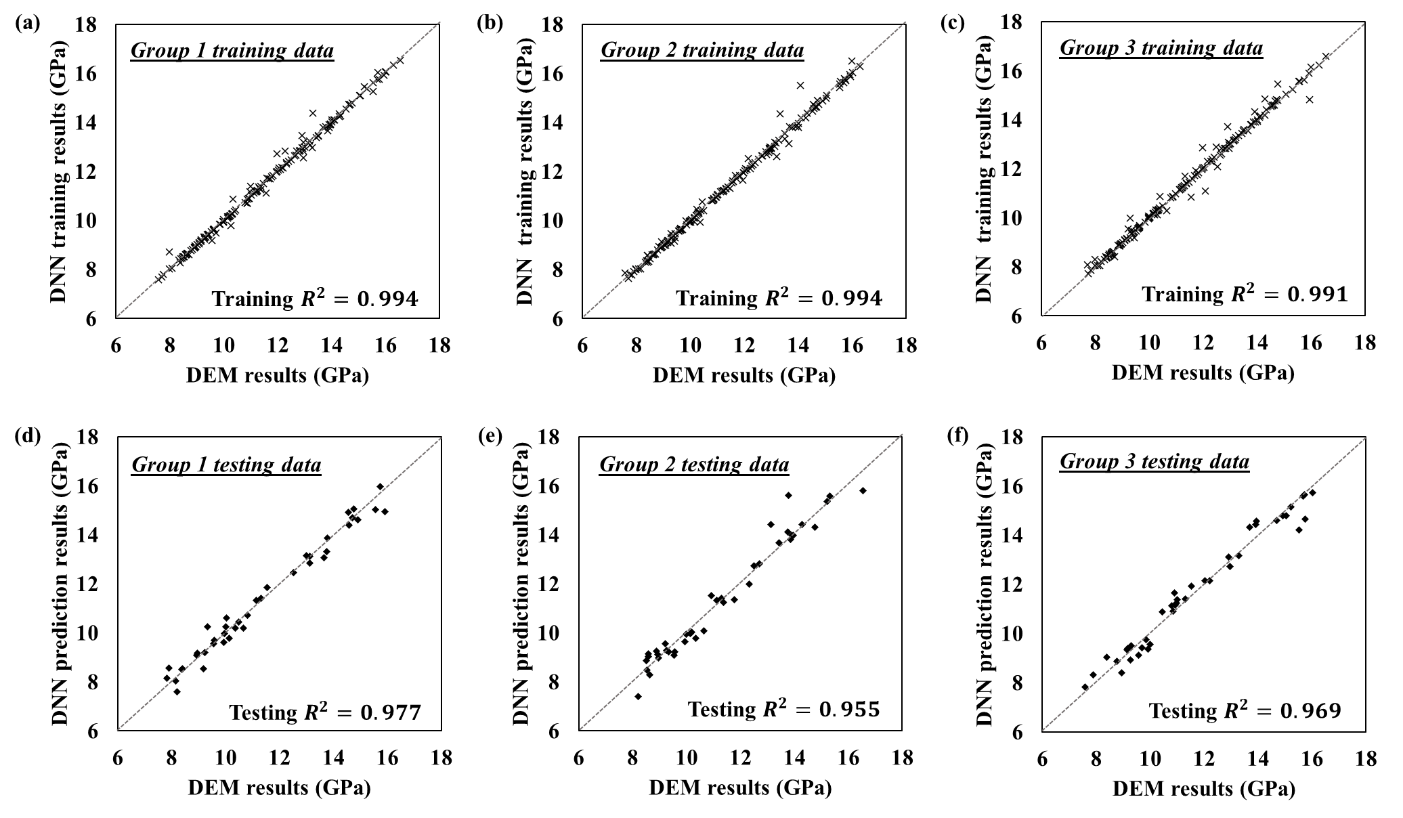 (a)
DNN training results (GPa)
18
16
14
12
10
8
6
Group 1 training data
Training R² = 0.994
6 8 10 12 14 16 18
DEM results (GPa)
(b)
DNN training results (GPa)
18
16
14
12
10
8
6
Group 2 training data
Training R² = 0.994
6 8 10 12 14 16 18
DEM results (GPa)
(c)
DNN training results (GPa)
18
16
14
12
10
8
6
Group 3 training data
Training R² = 0.991
6 8 10 12 14 16 18
DEM results (GPa)
(d)
DNN prediction results (GPa)
18
16
14
12
10
8
6
Group 1 testing data
Testing R² = 0.977
6 8 10 12 14 16 18
DEM results (GPa)
(e)
DNN prediction results (GPa)
18
16
14
12
10
8
6
Group 2 testing data
Testing R² = 0.955
6 8 10 12 14 16 18
DEM results (GPa)
(f)
DNN prediction results (GPa)
18
16
14
12
10
8
6
Group 3 testing data
Testing R² = 0.969
6 8 10 12 14 16 18
DEM results (GPa)